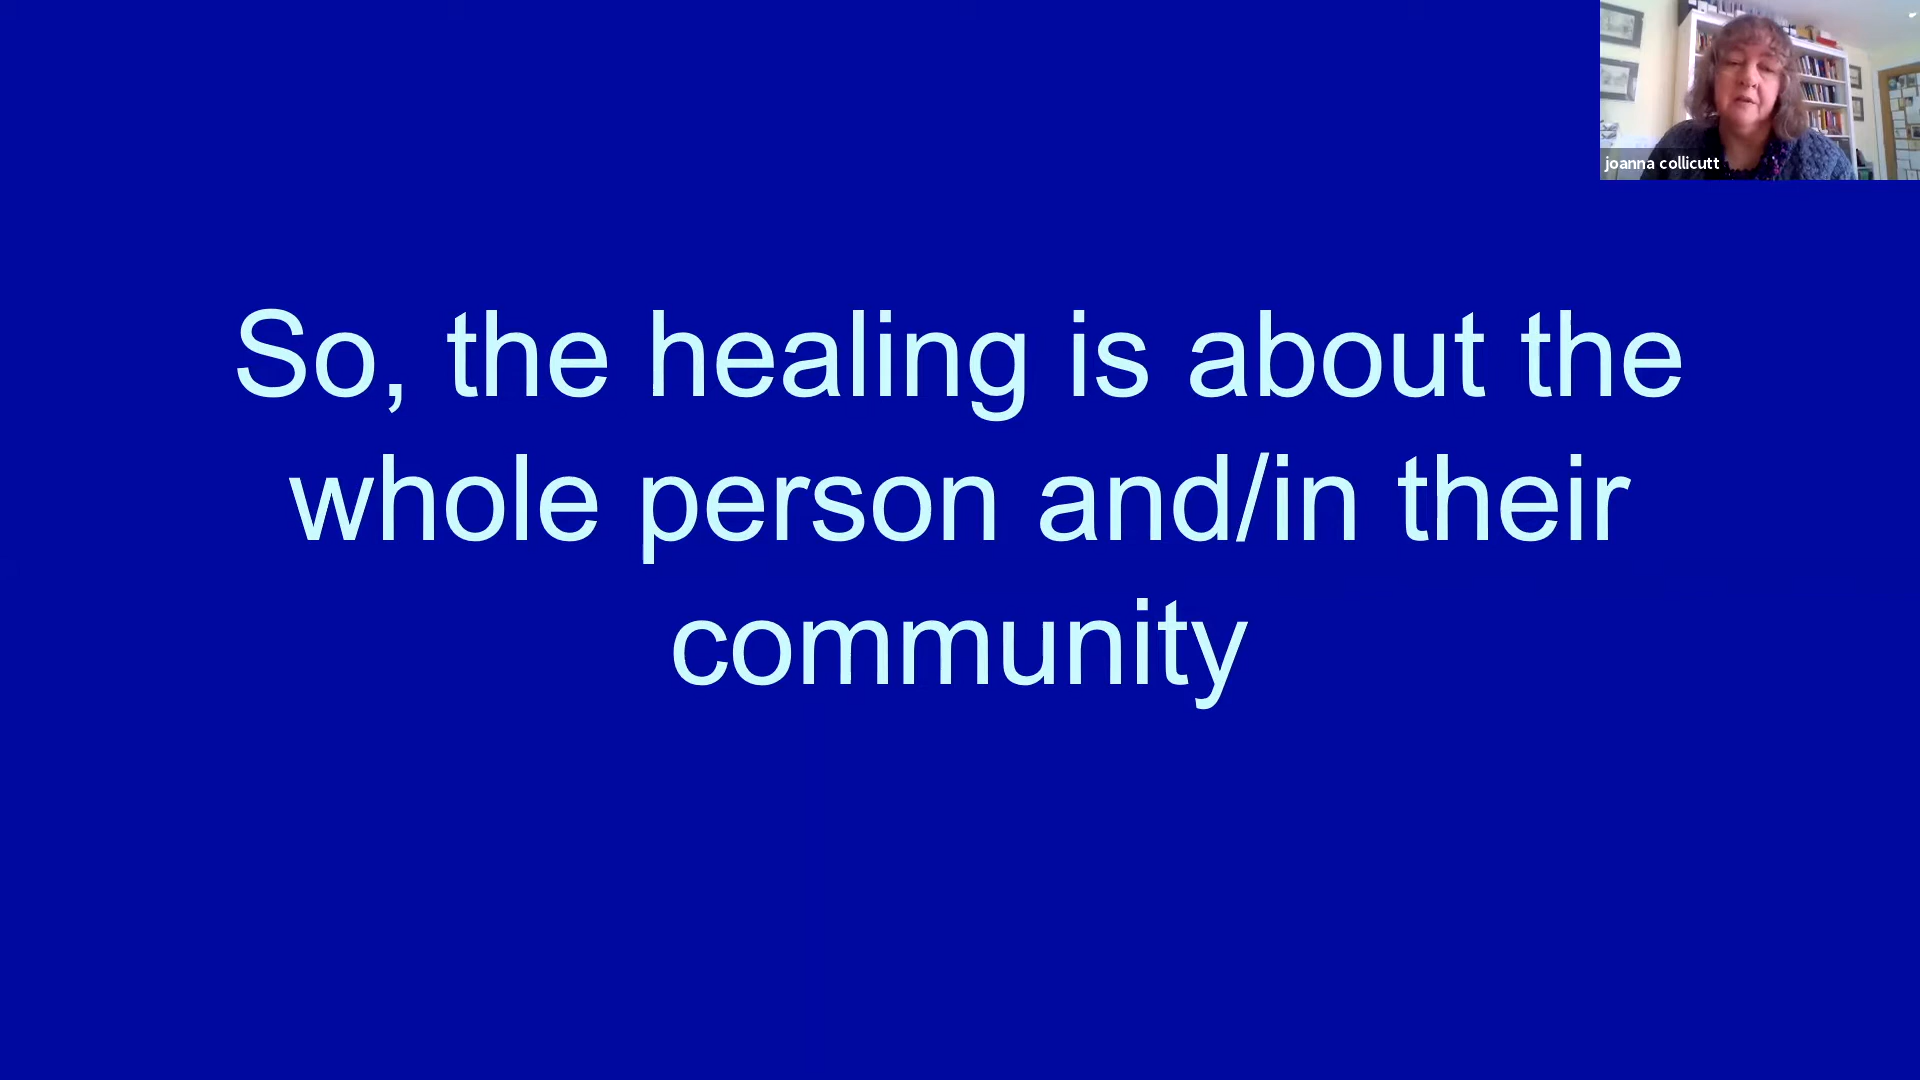 joanna collicutt
So, the healing is about the
whole person and/in their
community